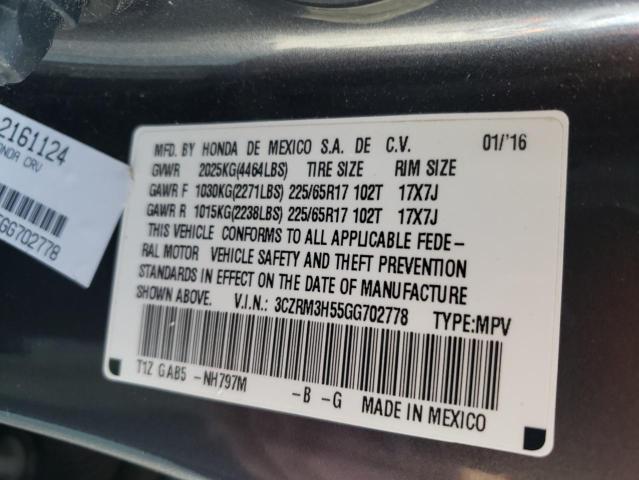 2161124
ONDA CRV
5GG702778
MFD. BY HONDA DE MEXICO S.A. DE C.V. 01/'16
GVWR 2025KG(4464LBS) TIRE SIZE RIM SIZE
GAWR F 1030KG(2271LBS) 225/65R17 102T 17X7J
GAWR R 1015KG(2238LBS) 225/65R17 102T 17X7J
THIS VEHICLE CONFORMS TO ALL APPLICABLE FEDE-
RAL MOTOR VEHICLE SAFETY AND THEFT PREVENTION
STANDARDS IN EFFECT ON THE DATE OF MANUFACTURE
SHOWN ABOVE. V.I.N.: 3CZRM3H55GG702778 TYPE:MPV
T1Z GAB5 -NH797M -B -G MADE IN MEXICO